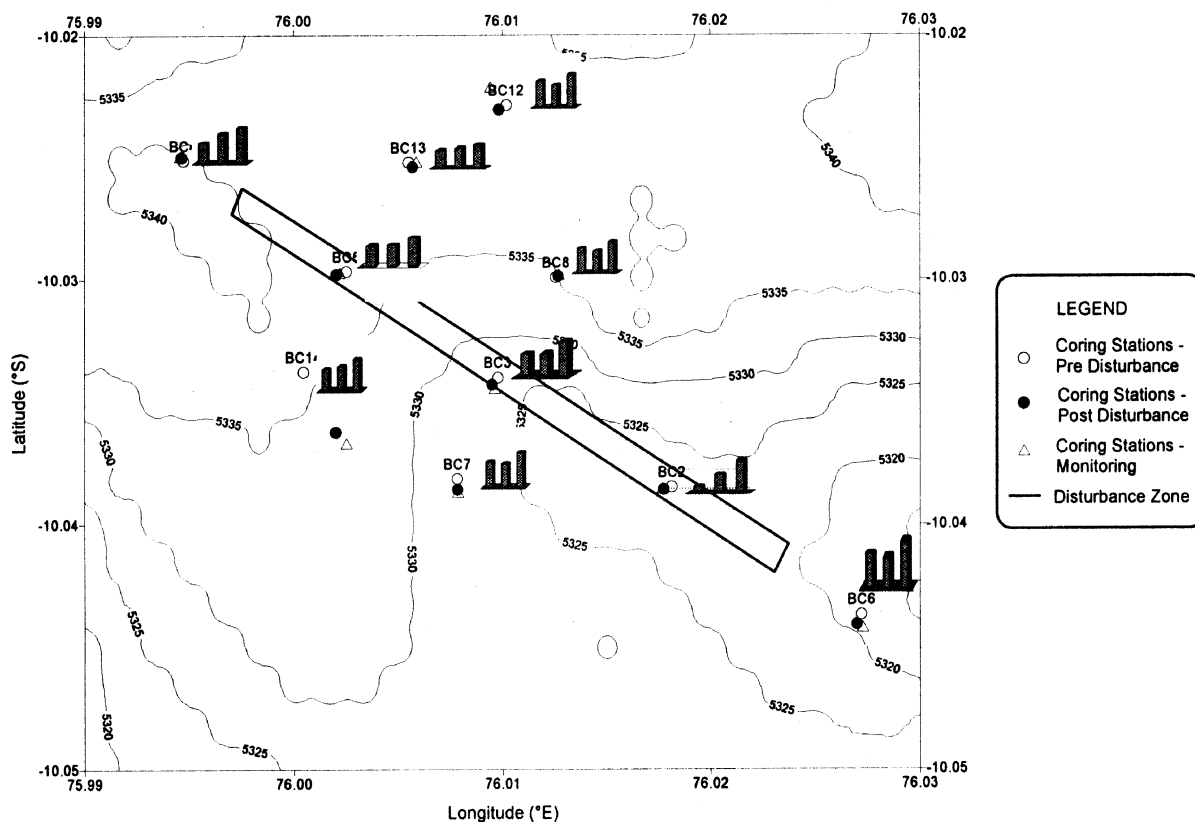 75.99 76.00 76.01 76.02 76.03
-10.02 -10.02
5335
5335
BC12
BC13
5340
5340
5335
BC8
-10.03 -10.03
5335
5335
5330
5330
BC3
BC14
5330
5325
5325
5325
5335
5330
BC7
BC2
5320
-10.04 -10.04
5325
5330
BC6
5320
5325
5320
5325
-10.05 -10.05
75.99 76.00 76.01 76.02 76.03
Latitude (°S)
Longitude (°E)
LEGEND
Coring Stations -
Pre Disturbance
Coring Stations -
Post Disturbance
Coring Stations -
Monitoring
Disturbance Zone